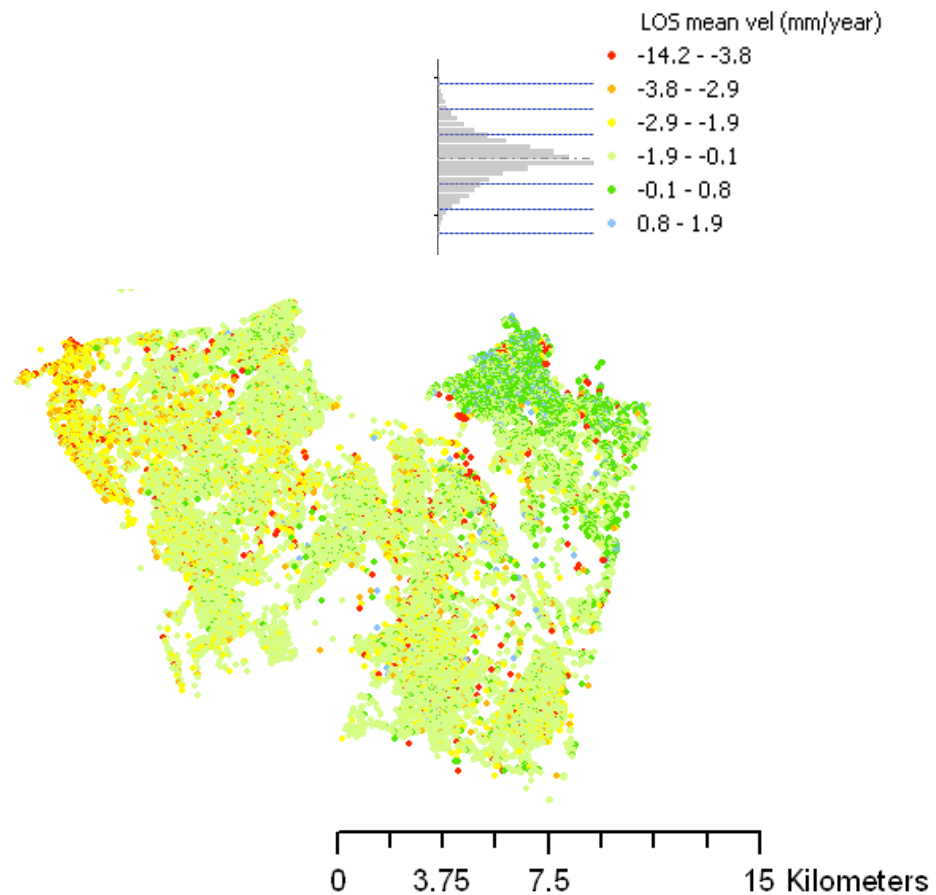 LOS mean vel (mm/year)
-14.2 - -3.8
-3.8 - -2.9
-2.9 - -1.9
-1.9 - -0.1
-0.1 - 0.8
0.8 - 1.9
0 3.75 7.5 15 Kilometers